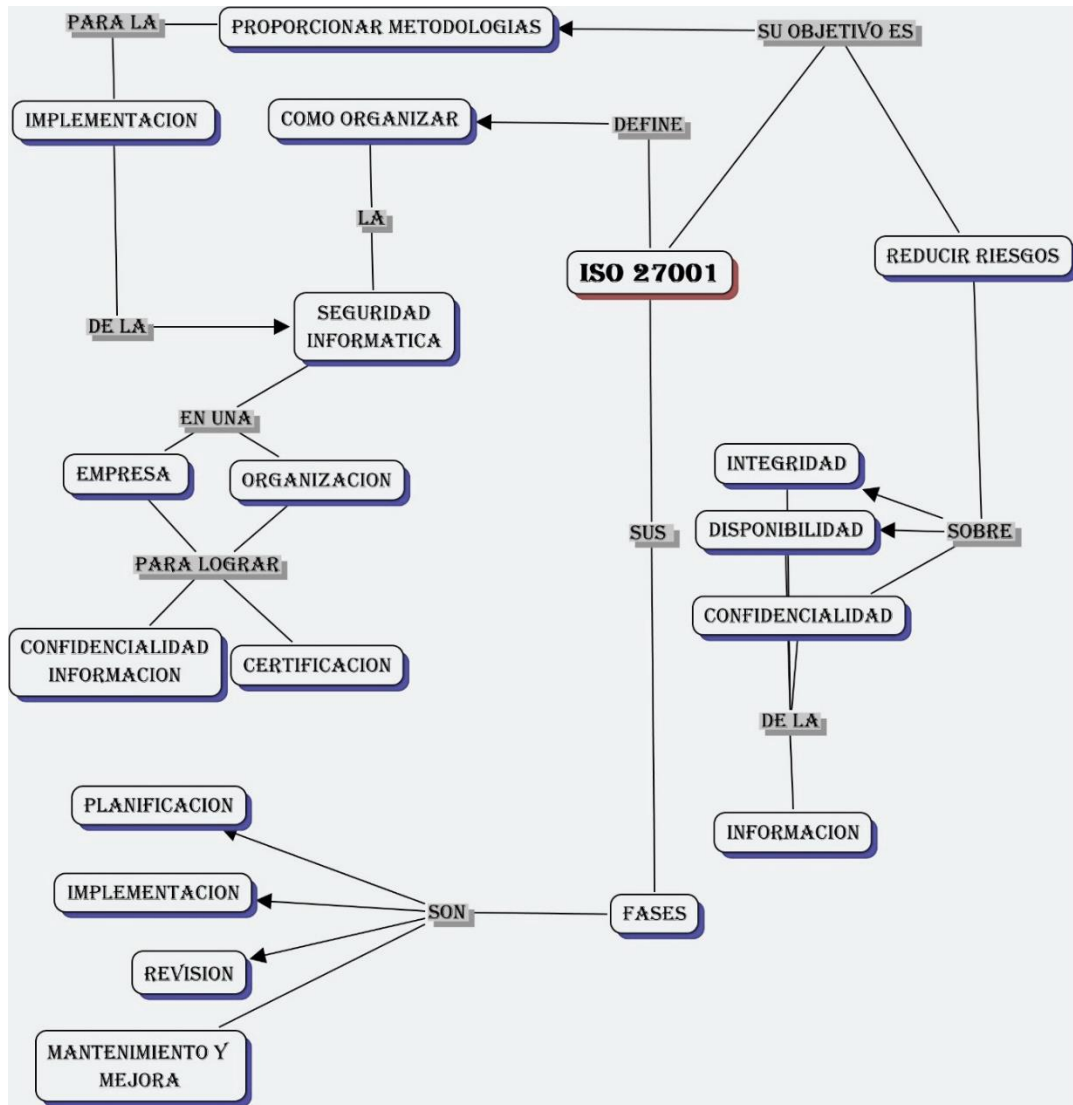 PARA LA
PROPORCIONAR METODOLOGIAS
SU OBJETIVO ES
IMPLEMENTACION
COMO ORGANIZAR
DEFINE
LA
ISO 27001
REDUCIR RIESGOS
DE LA
SEGURIDAD
INFORMATICA
EN UNA
EMPRESA
ORGANIZACION
INTEGRIDAD
DISPONIBILIDAD
SUS
SOBRE
PARA LOGRAR
CONFIDENCIALIDAD
CONFIDENCIALIDAD
INFORMACION
CERTIFICACION
DE LA
INFORMACION
PLANIFICACION
IMPLEMENTACION
SON
FASES
REVISION
MANTENIMIENTO Y
MEJORA